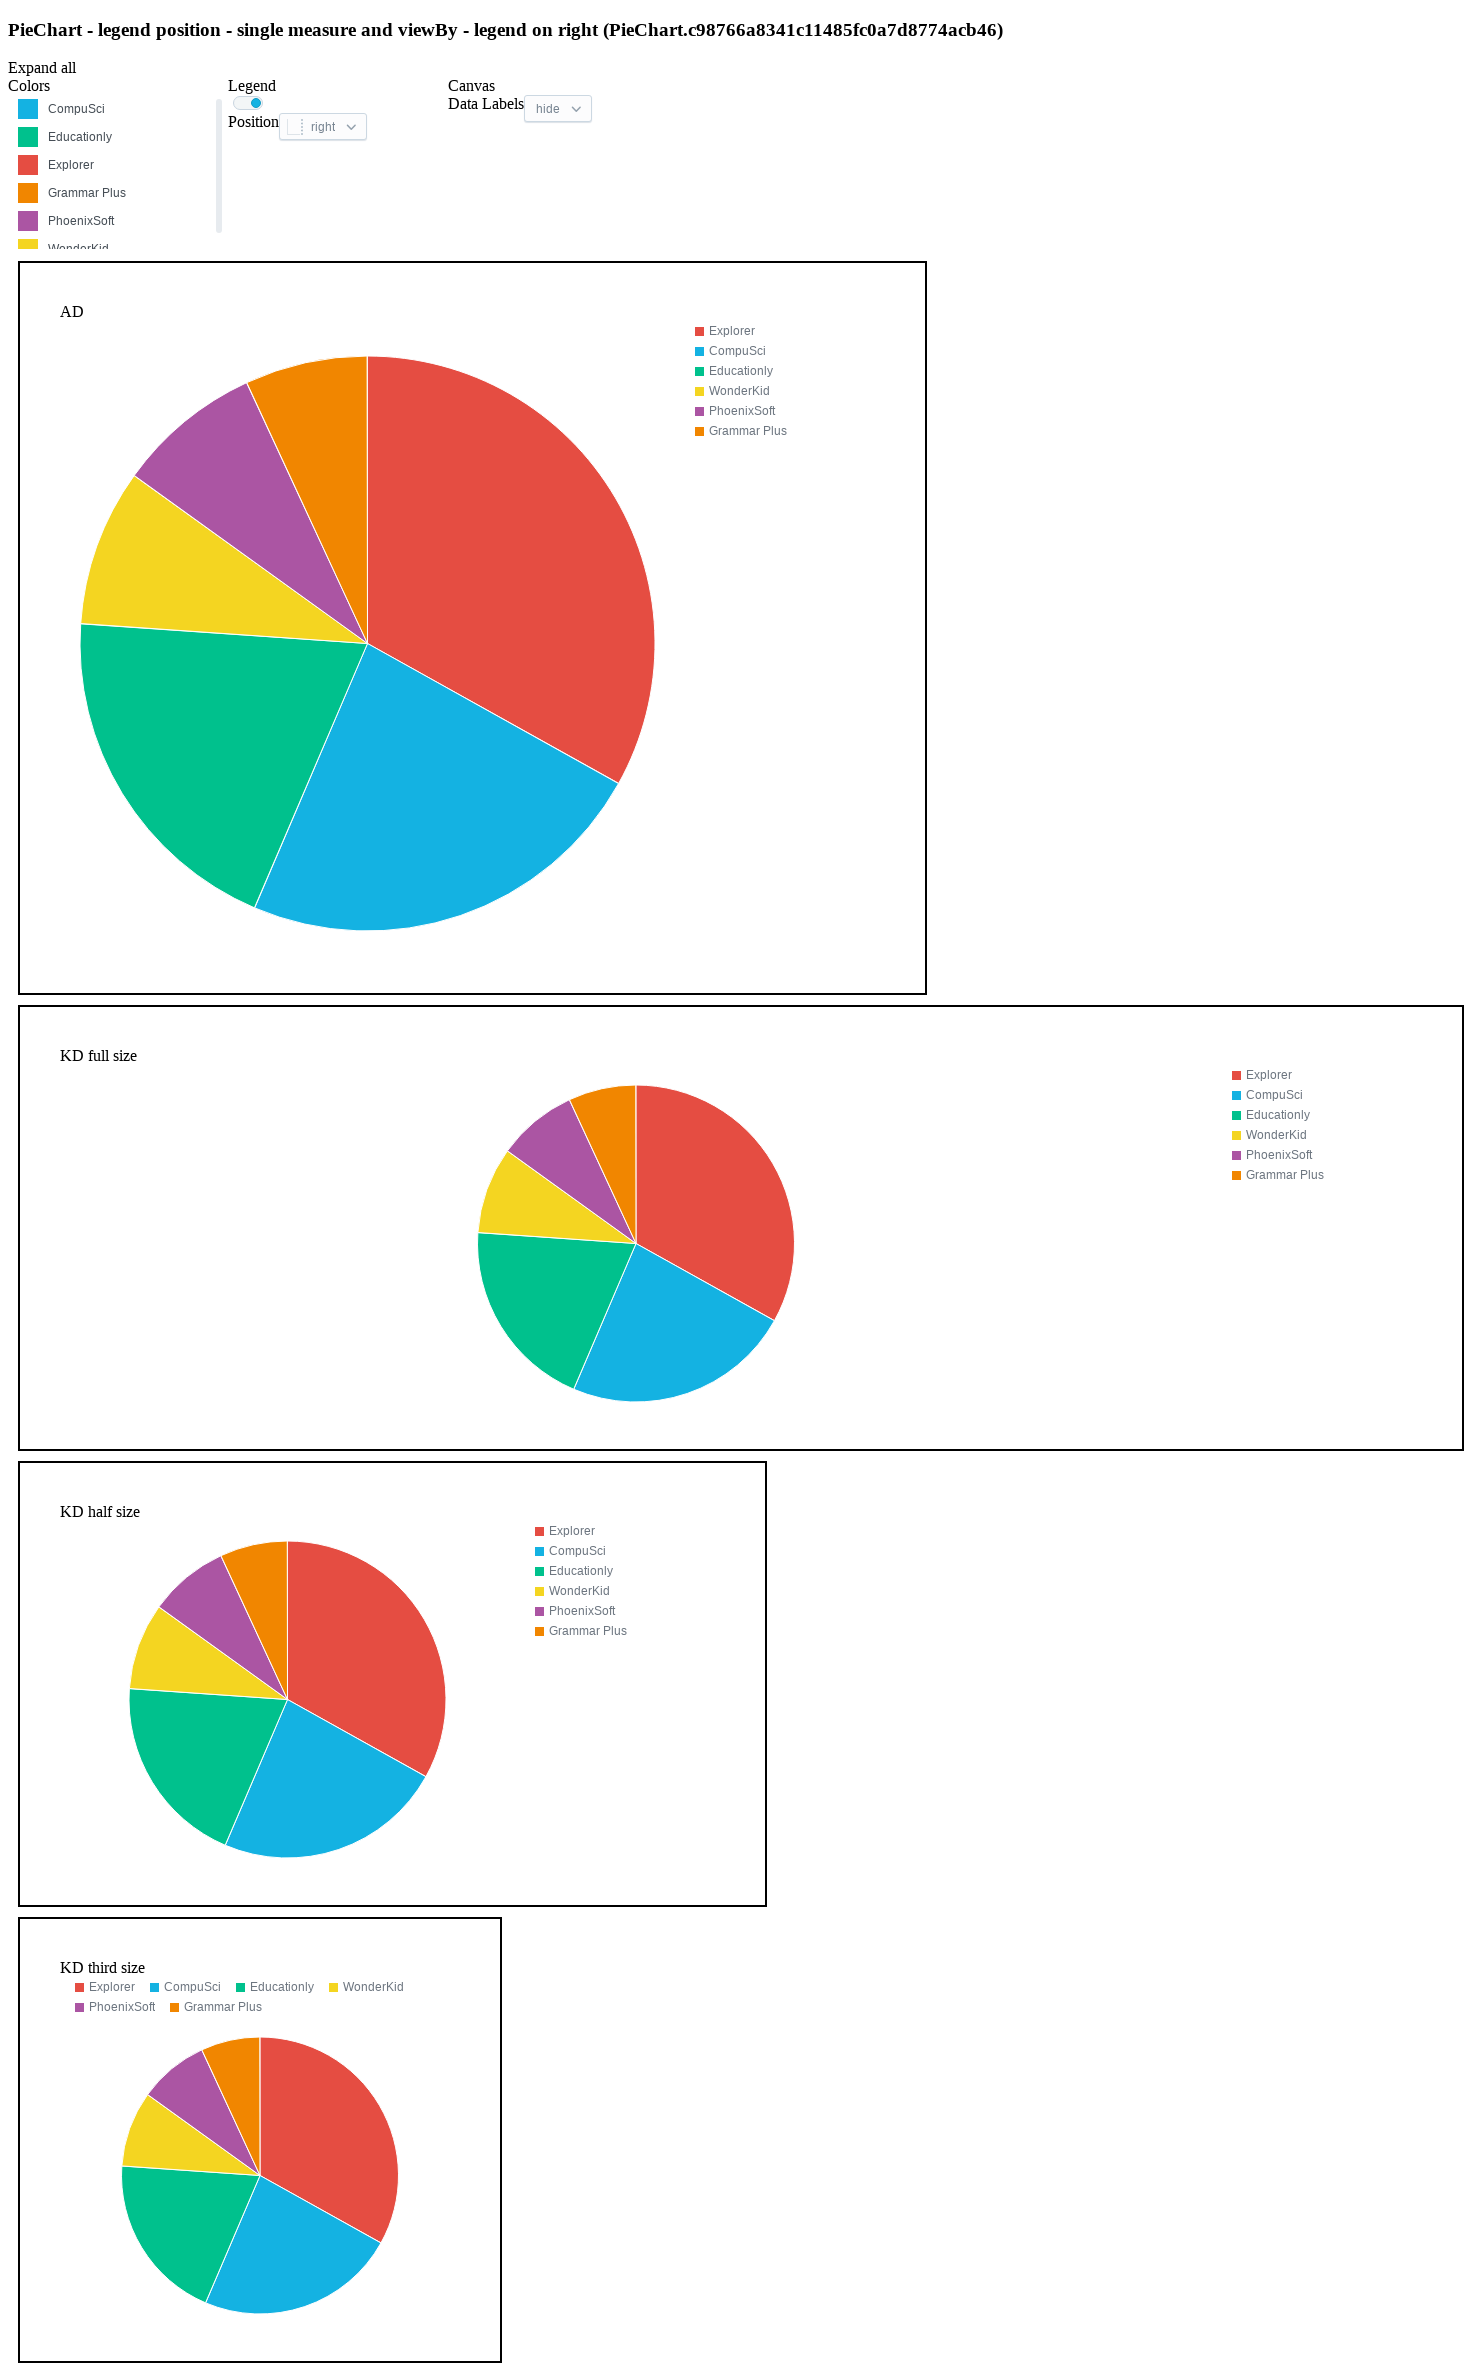 PieChart - legend position - single measure and viewBy - legend on right (PieChart.c98766a8341c11485fc0a7d8774acb46)
Expand all
Colors
CompuSci
Educationly
Explorer
Grammar Plus
PhoenixSoft
WonderKid
Legend
Position right
Canvas
Data Labels hide
AD
Explorer
CompuSci
Educationly
WonderKid
PhoenixSoft
Grammar Plus
KD full size
Explorer
CompuSci
Educationly
WonderKid
PhoenixSoft
Grammar Plus
KD half size
Explorer
CompuSci
Educationly
WonderKid
PhoenixSoft
Grammar Plus
KD third size
Explorer CompuSci Educationly WonderKid
PhoenixSoft Grammar Plus